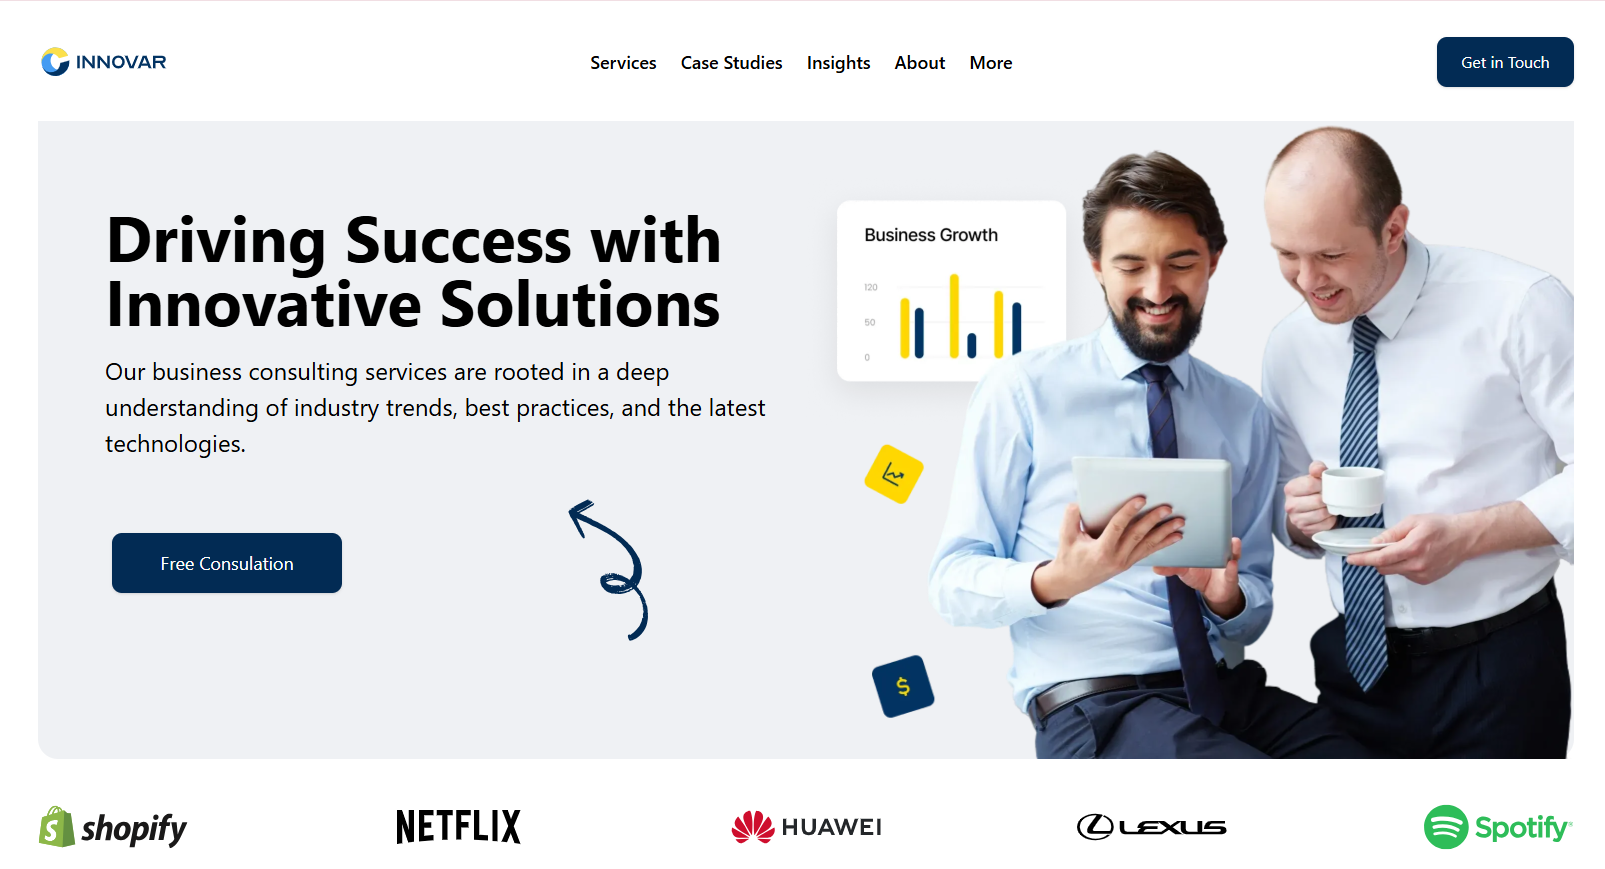 INNOVAR
Services
Case Studies
Insights
About
More
Get in Touch
Driving Success with
Innovative Solutions
Our business consulting services are rooted in a deep
understanding of industry trends, best practices, and the latest
technologies.
Free Consulation
Business Growth
120
50
0
$
shopify
NETFLIX
HUAWEI
LEXUS
Spotify®